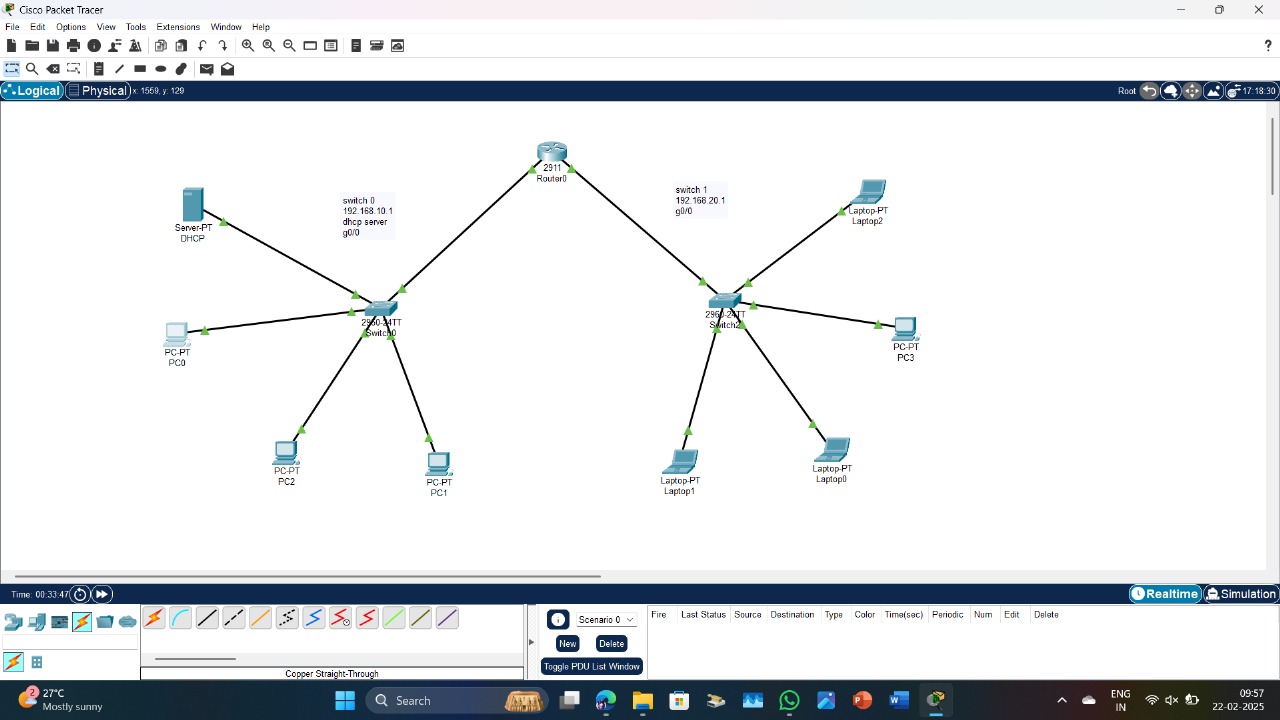 Cisco Packet Tracer
File Edit Options View Tools Extensions Window Help
?
Logical Physical x: 1559, y: 129
Root 17:18:30
2911
Router0
switch 0
192.168.10.1
dhcp server
g0/0
switch 1
192.168.20.1
g0/0
Server-PT
DHCP
Laptop-PT
Laptop2
2960-24TT
Switch0
2960-24TT
Switch2
PC-PT
PC0
PC-PT
PC3
PC-PT
PC2
PC-PT
PC1
Laptop-PT
Laptop1
Laptop-PT
Laptop0
Time: 00:33:47
Realtime Simulation
Scenario 0
New Delete
Toggle PDU List Window
Fire Last Status Source Destination Type Color Time(sec) Periodic Num Edit Delete
Copper Straight-Through
2
27°C
Mostly sunny
Search
ENG
IN
09:57
22-02-2025